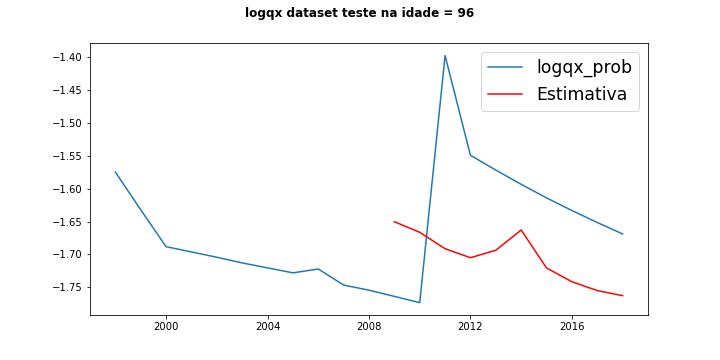 logqx dataset teste na idade = 96
logqx_prob
Estimativa
−1.40
−1.45
−1.50
−1.55
−1.60
−1.65
−1.70
−1.75
2000 2004 2008 2012 2016